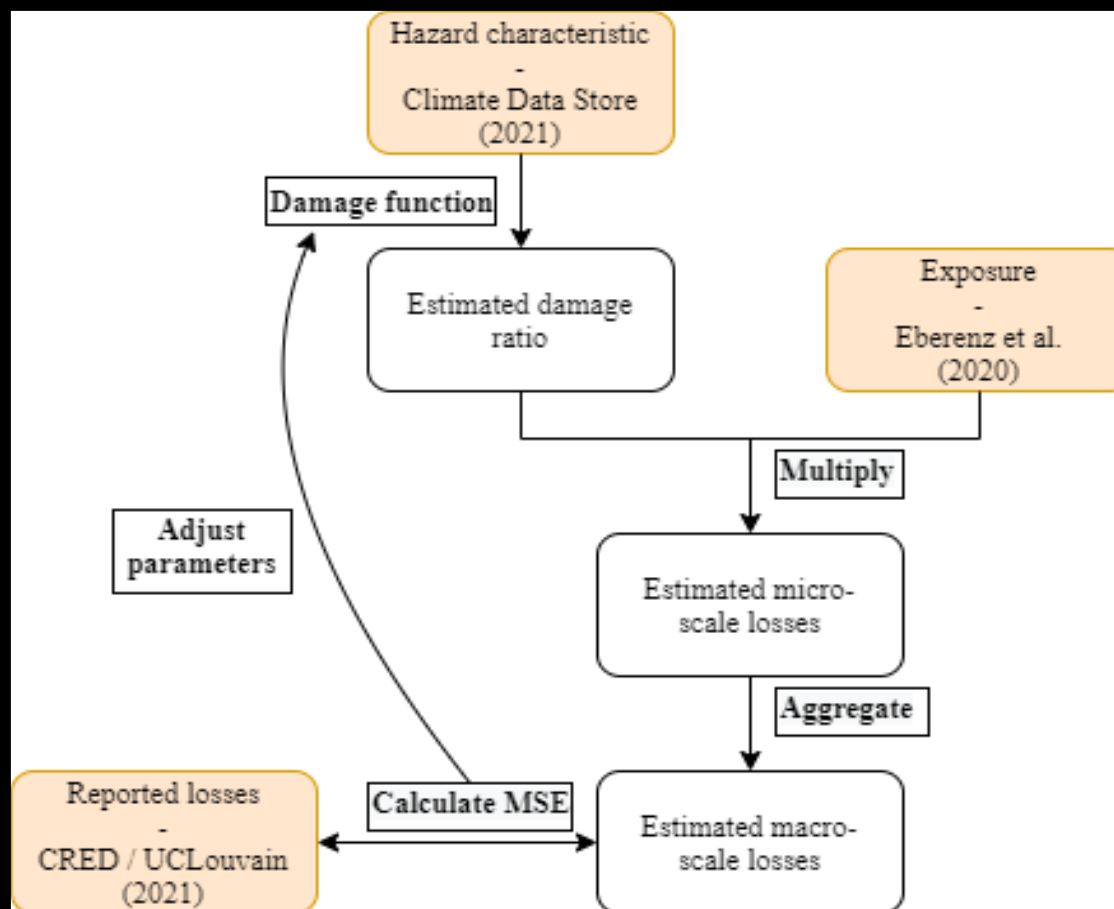 Hazard characteristic
-
Climate Data Store
(2021)
Damage function
Estimated damage
ratio
Exposure
-
Eberenz et al.
(2020)
Multiply
Adjust
parameters
Estimated micro-
scale losses
Aggregate
Reported losses
-
CRED / UCLouvain
(2021)
Calculate MSE
Estimated macro-
scale losses